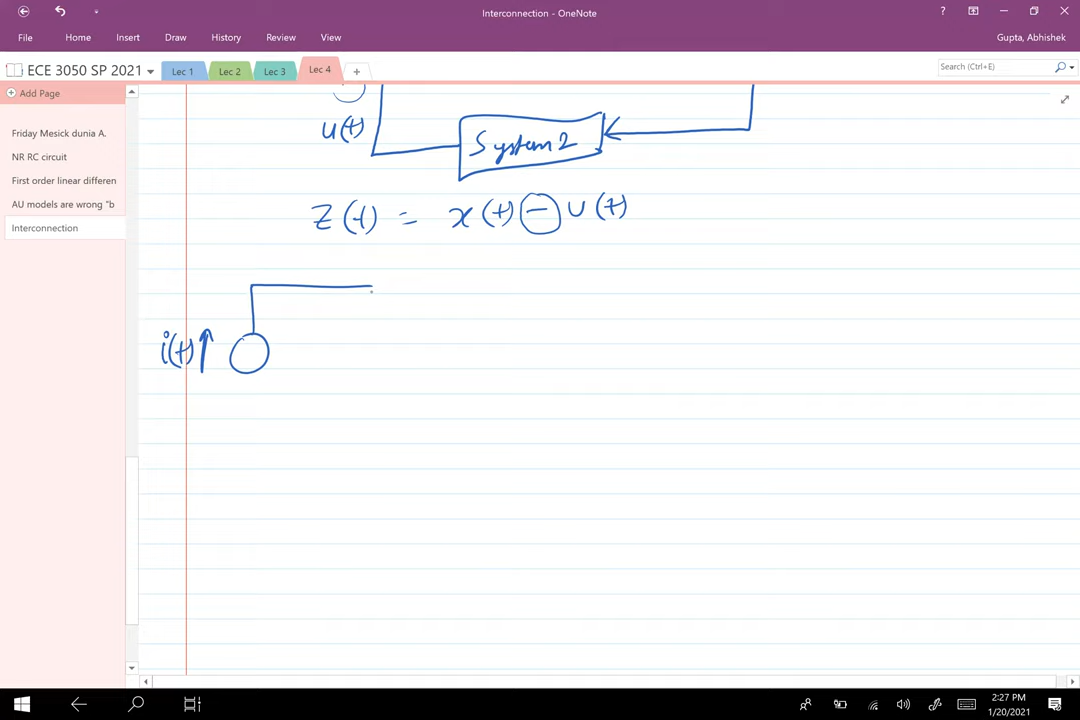 Interconnection - OneNote
?
File Home Insert Draw History Review View
Gupta, Abhishek
ECE 3050 SP 2021
Lec 1 Lec 2 Lec 3 Lec 4 +
Search (Ctrl+E)
Add Page
Friday Mesick dunia A.
NR RC circuit
First order linear differen
AU models are wrong "b
Interconnection
u(t)
System 2
z(t) = x(t) - u(t)
i(t)
2:27 PM
1/20/2021